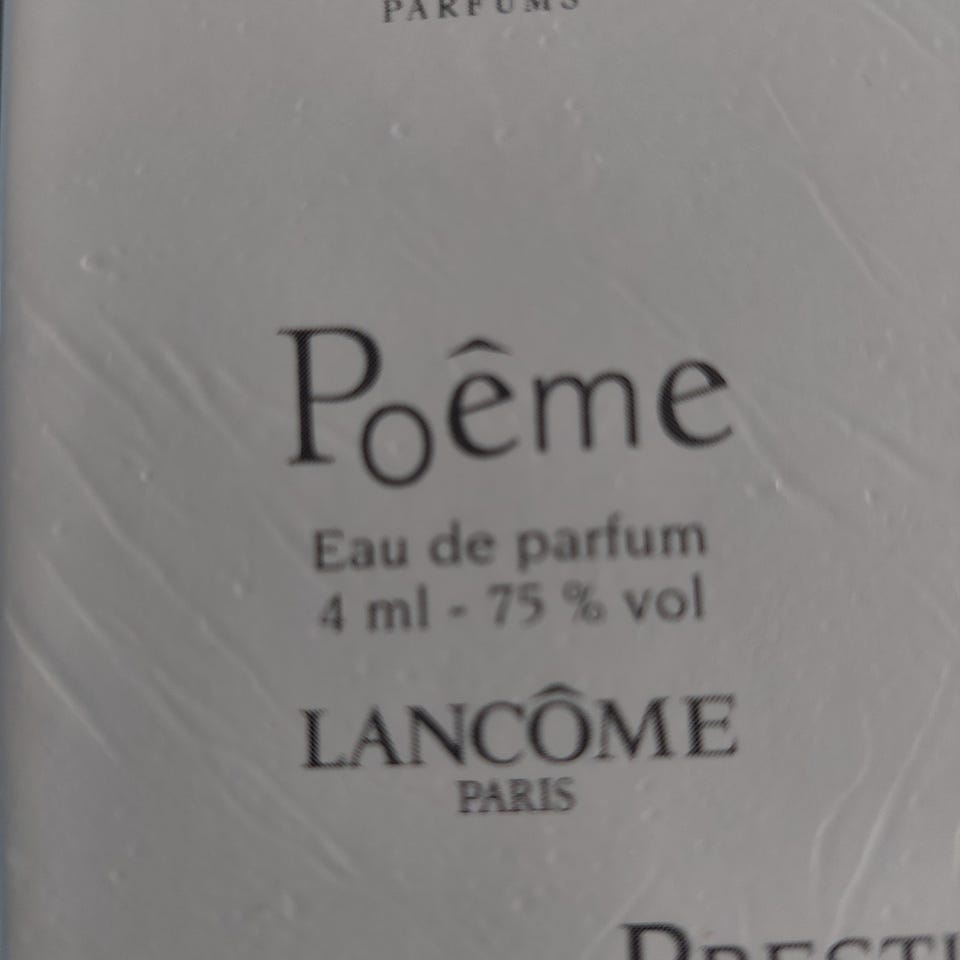 PARFUMS
Poême
Eau de parfum
4 ml - 75 % vol
LANCÔME
PARIS